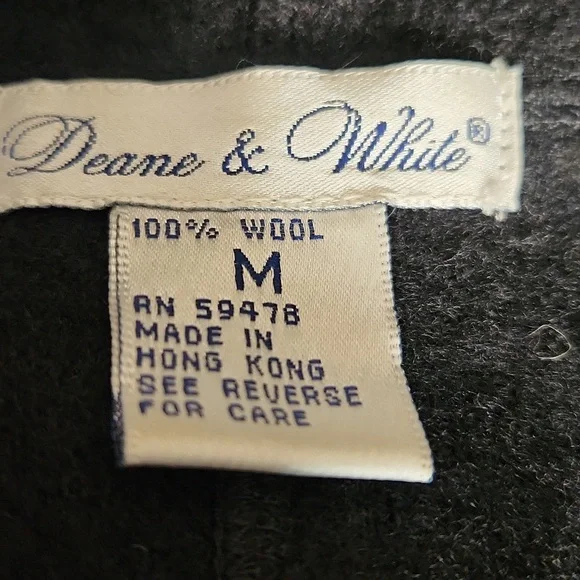 Deane & White®
100% WOOL
M
RN 59478
MADE IN
HONG KONG
SEE REVERSE
FOR CARE